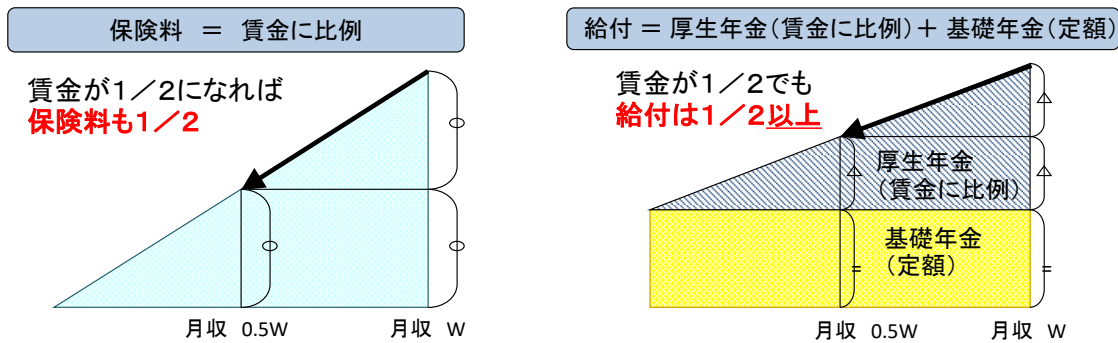 保険料 = 賃金に比例
賃金が1/2になれば
保険料も1/2
月収 0.5W
月収 W
給付 = 厚生年金(賃金に比例)+ 基礎年金(定額)
賃金が1/2でも
給付は1/2以上
厚生年金
(賃金に比例)
基礎年金
(定額)
月収 0.5W
月収 W